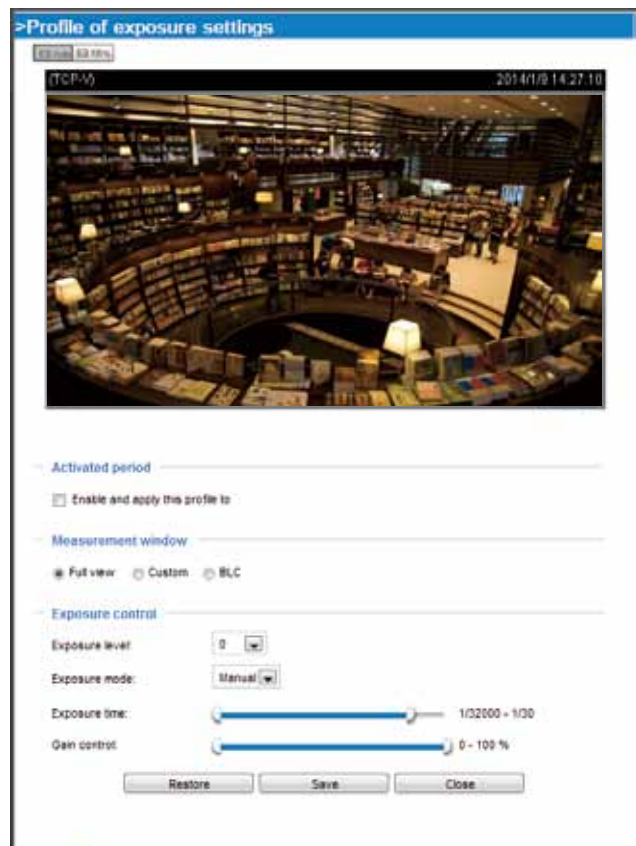 >Profile of exposure settings
(TCP-V) 2014/1/9 14:27:10
Activated period
Enable and apply this profile to
Measurement window
Full view Custom BLC
Exposure control
Exposure level: 0
Exposure mode: Manual
Exposure time: 1/32000 - 1/30
Gain control: 0 - 100 %
Restore Save Close